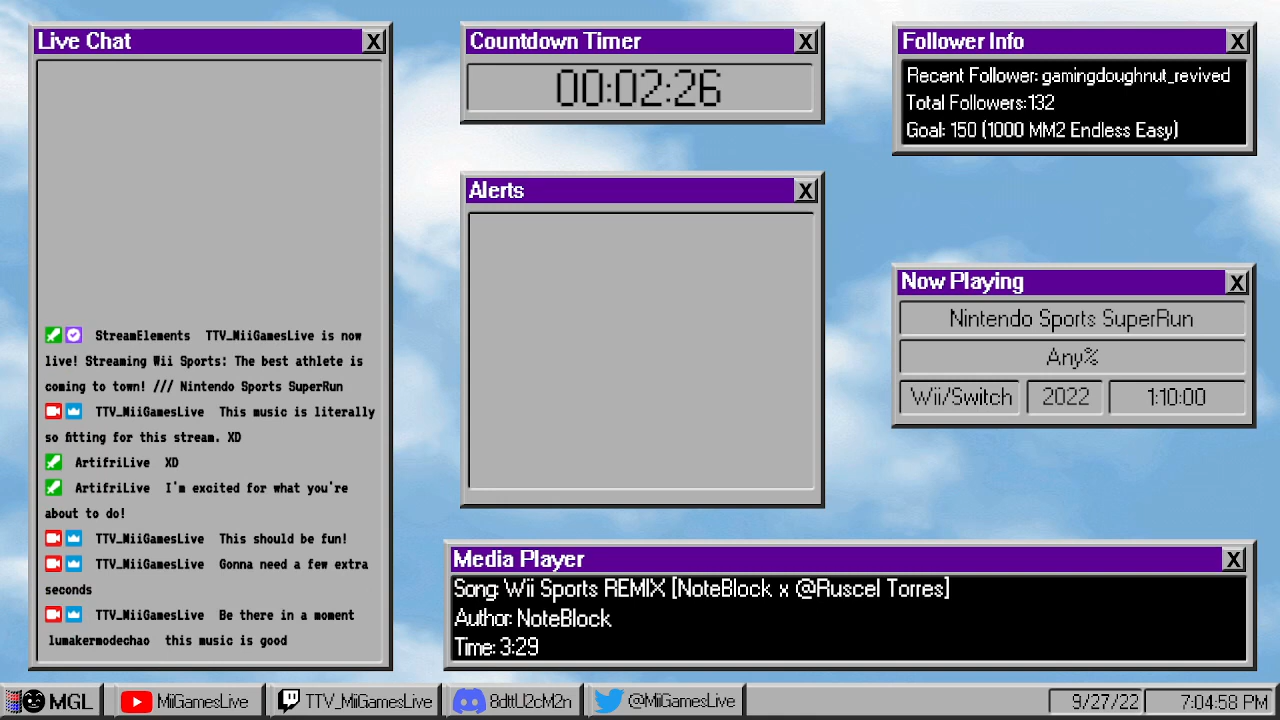 Live Chat X
StreamElements TTV_MiiGamesLive is now
live! Streaming Wii Sports: The best athlete is
coming to town! /// Nintendo Sports SuperRun
TTV_MiiGamesLive This music is literally
so fitting for this stream. XD
ArtifriLive XD
ArtifriLive I'm excited for what you're
about to do!
TTV_MiiGamesLive This should be fun!
TTV_MiiGamesLive Gonna need a few extra
seconds
TTV_MiiGamesLive Be there in a moment
lumakermodechao this music is good
Countdown Timer X
00:02:26
Alerts X
Follower Info X
Recent Follower: gamingdoughnut_revived
Total Followers:132
Goal: 150 (1000 MM2 Endless Easy)
Now Playing X
Nintendo Sports SuperRun
Any%
Wii/Switch 2022 1:10:00
Media Player X
Song: Wii Sports REMIX [NoteBlock x @Ruscel Torres]
Author: NoteBlock
Time: 3:29
MGL MiiGamesLive TTV_MiiGamesLive 8dttU2cM2n @MiiGamesLive 9/27/22 7:04:58 PM